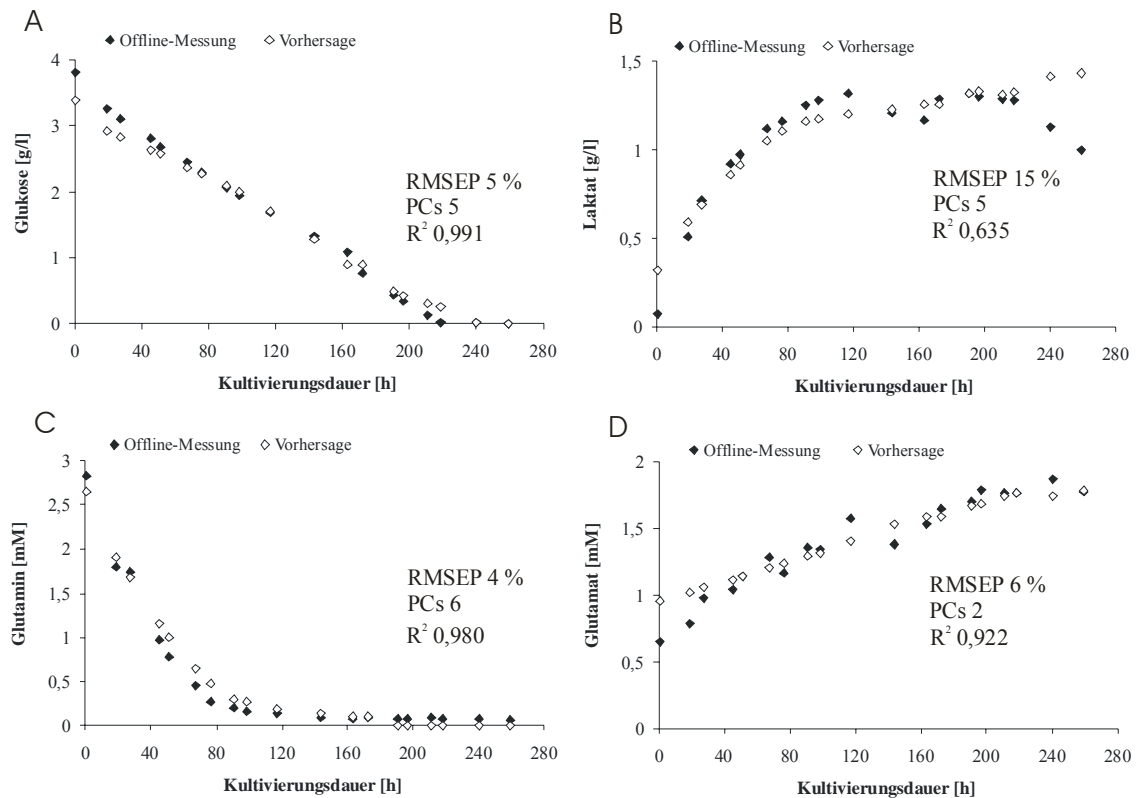 A
◆ Offline-Messung ◇ Vorhersage
4
3
2
1
0
Glukose [g/l]
RMSEP 5 %
PCs 5
R² 0,991
0 40 80 120 160 200 240 280
Kultivierungsdauer [h]
B
◆ Offline-Messung ◇ Vorhersage
1,5
1
0,5
0
Laktat [g/l]
RMSEP 15 %
PCs 5
R² 0,635
0 40 80 120 160 200 240 280
Kultivierungsdauer [h]
C
◆ Offline-Messung ◇ Vorhersage
3
2,5
2
1,5
1
0,5
0
Glutamin [mM]
RMSEP 4 %
PCs 6
R² 0,980
0 40 80 120 160 200 240 280
Kultivierungsdauer [h]
D
◆ Offline-Messung ◇ Vorhersage
2
1,5
1
0,5
0
Glutamat [mM]
RMSEP 6 %
PCs 2
R² 0,922
0 40 80 120 160 200 240 280
Kultivierungsdauer [h]